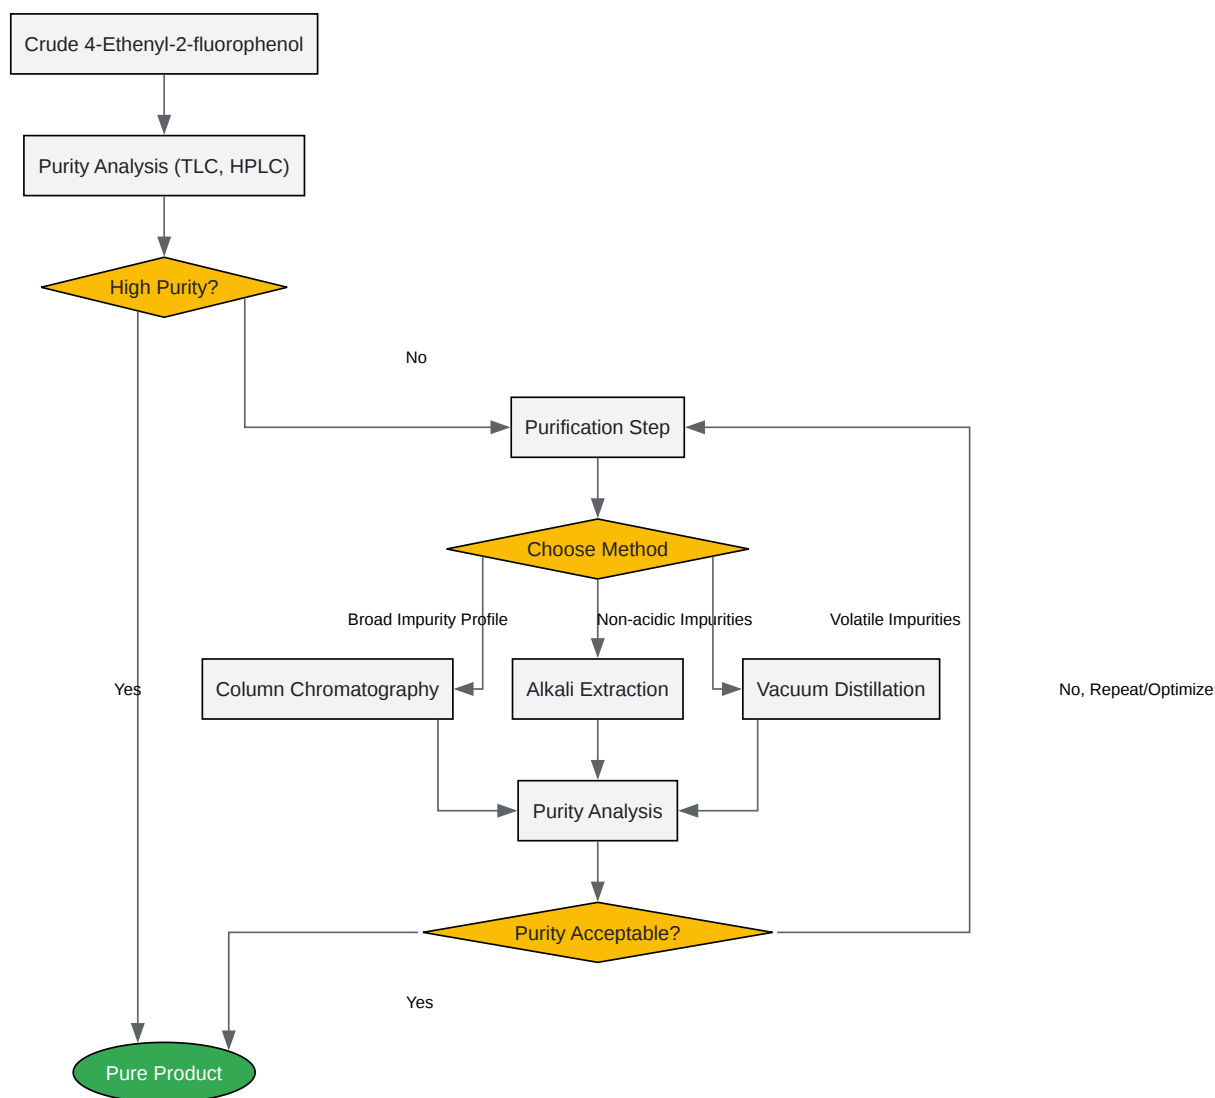 Crude 4-Ethenyl-2-fluorophenol
Purity Analysis (TLC, HPLC)
High Purity?
No
Purification Step
Choose Method
Broad Impurity Profile
Non-acidic Impurities
Volatile Impurities
Column Chromatography
Alkali Extraction
Vacuum Distillation
Yes
No, Repeat/Optimize
Purity Analysis
Purity Acceptable?
Yes
Pure Product